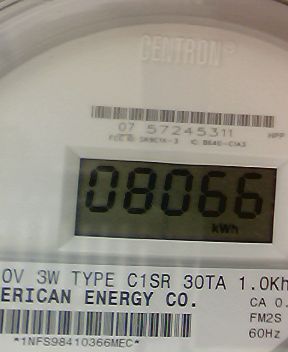 CENTRON®
07 57245311
HPP
08066
kWh
0V 3W TYPE C1SR 30TA 1.0Kh
ERICAN ENERGY CO.
CA 0.
FM2S
60Hz
*1NFS98410366MEC*